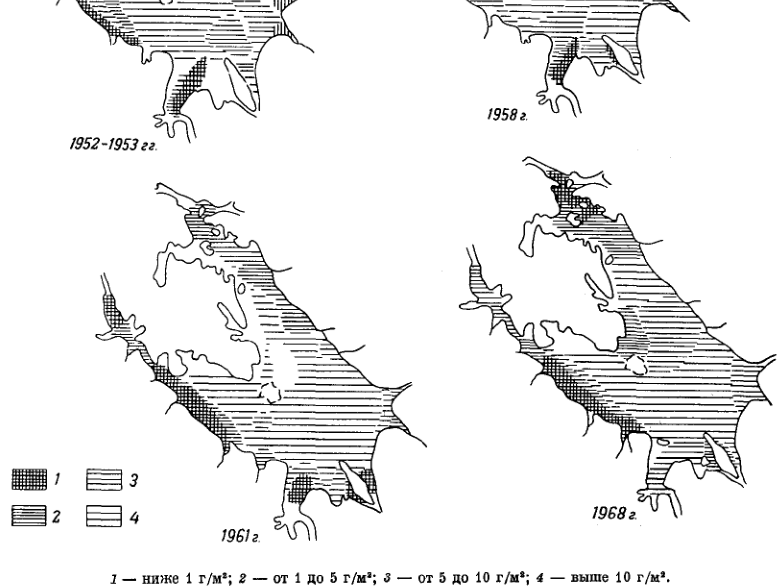 1952–1953 гг.
1958 г.
1961 г.
1968 г.
1 3
2 4
1 — ниже 1 г/м²; 2 — от 1 до 5 г/м²; 3 — от 5 до 10 г/м²; 4 — выше 10 г/м².